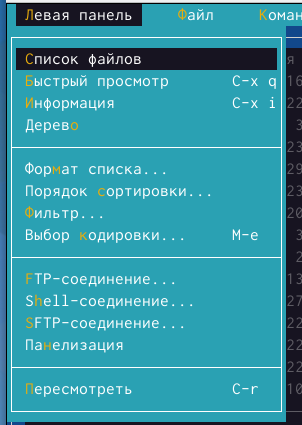 Левая панель Файл Коман
Список файлов
Быстрый просмотр C-x q
Информация C-x i
Дерево
Формат списка...
Порядок сортировки...
Фильтр...
Выбор кодировки... M-e
FTP-соединение...
Shell-соединение...
SFTP-соединение...
Панелизация
Пересмотреть C-r